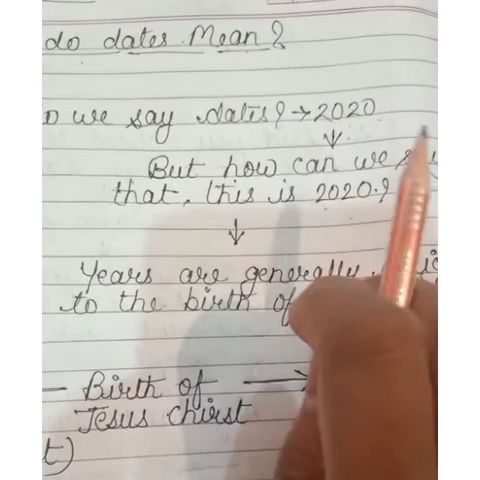 do dates Mean?
we say dates? → 2020
↓
But how can we
that, this is 2020.?
↓
Years are generally
to the birth of
— Birth of →
Jesus chirst
t)